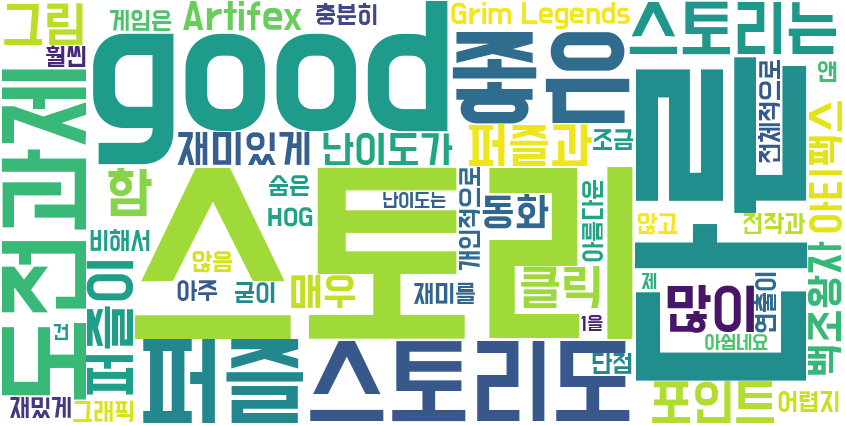 그림
게임은
Artifex
충분히
Grim Legends
스토리는
훨씬
good
좋은
다른
앤
전체적으로
도전과제
재미있게
난이도가
퍼즐과
조금
아티팩스
함
숨은
스토리
난이도는
개인적으로
동화
아름다운
HOG
않고
전작과
비해서
않음
클릭
제
많이
연출이
백조왕자
퍼즐이
아주
굳이
매우
재미를
1을
아쉽네요
건
퍼즐
스토리도
단점
재밌게
그래픽
포인트
어렵지